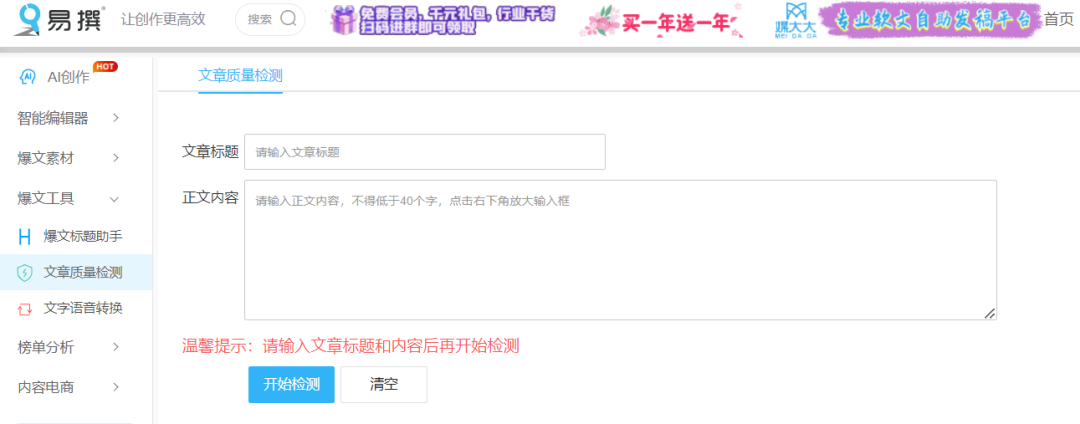 易撰
让创作更高效
搜索
免费会员，千元礼包，行业干货
扫码进群即可领取
买一年送一年
媒大大
MEI DA DA
专业软文自助发稿平台
首页
AI创作
HOT
智能编辑器
爆文素材
爆文工具
爆文标题助手
文章质量检测
文字语音转换
榜单分析
内容电商
文章质量检测
文章标题
请输入文章标题
正文内容
请输入正文内容，不得低于40个字，点击右下角放大输入框
温馨提示：请输入文章标题和内容后再开始检测
开始检测
清空